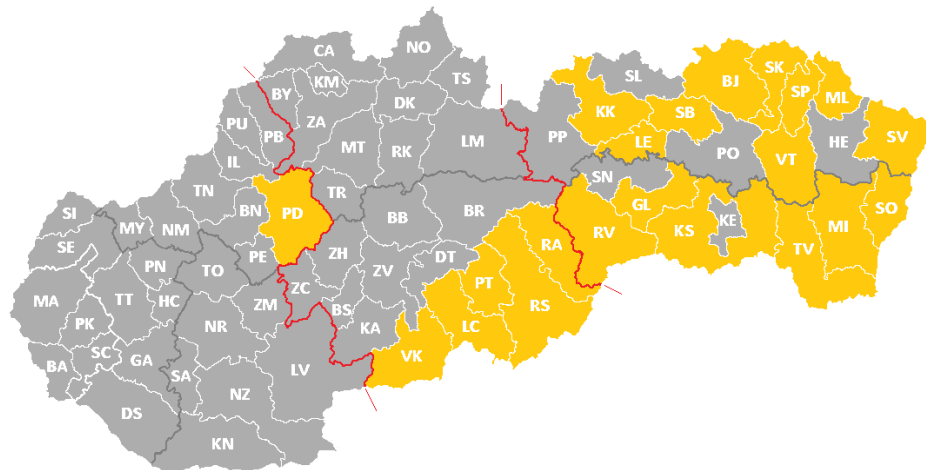 NO
CA
TS
SL
SK
BJ
KM
BY
SP
ML
DK
KK
SB
PU
ZA
PB
PP
LM
HE
SV
MT
RK
LE
PO
IL
VT
SN
TN
TR
GL
KE
SO
SI
BN
PD
BB
BR
MY
NM
RV
KS
MI
SE
RA
TV
PE
ZH
DT
PN
TO
ZV
PT
MA
TT
HC
ZM
ZC
BS
RS
PK
NR
KA
LC
SC
GA
VK
BA
SA
LV
NZ
DS
KN